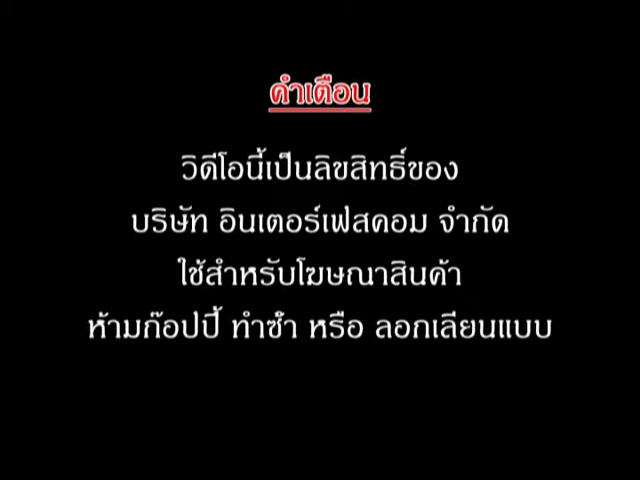 คำเตือน
วิดีโอนี้เป็นลิขสิทธิ์ของ
บริษัท อินเตอร์เฟสคอม จำกัด
ใช้สำหรับโฆษณาสินค้า
ห้ามก๊อปปี้ ทำซ้ำ หรือ ลอกเลียนแบบ